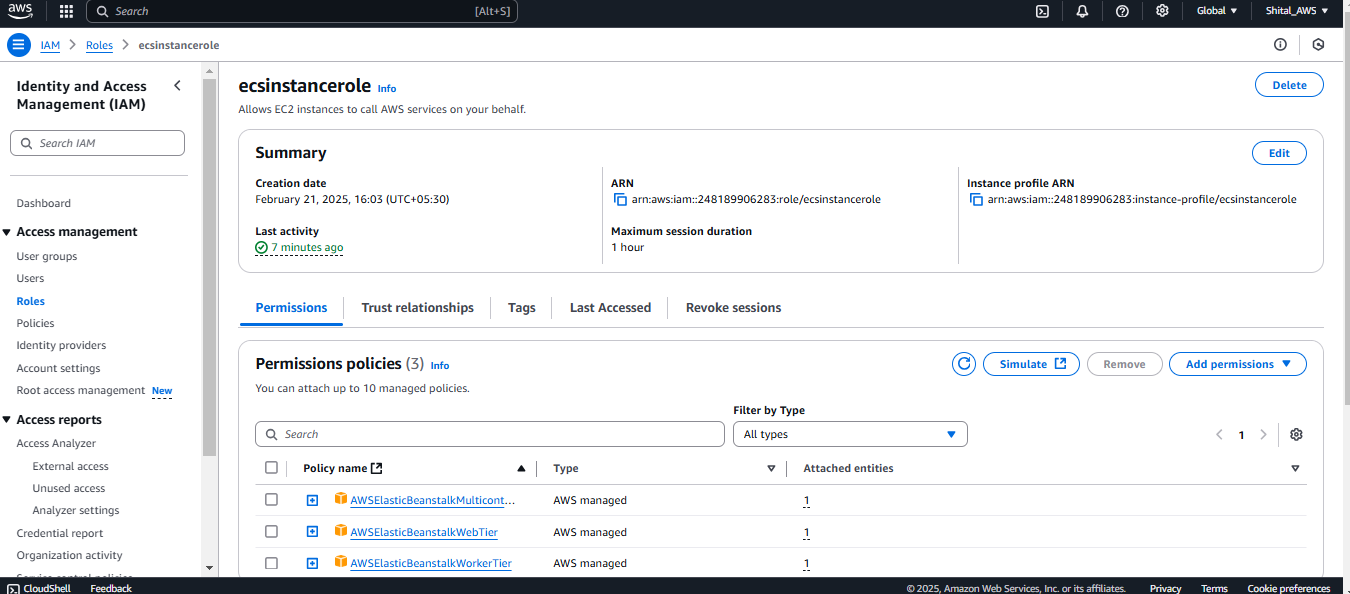 aws Search [Alt+S] Global Shital_AWS
IAM Roles ecsinstancerole
Identity and Access Management (IAM)
Search IAM
Dashboard
Access management
User groups
Users
Roles
Policies
Identity providers
Account settings
Root access management New
Access reports
Access Analyzer
External access
Unused access
Analyzer settings
Credential report
Organization activity
Service control policies
ecsinstancerole Info
Delete
Allows EC2 instances to call AWS services on your behalf.
Summary
Edit
Creation date
February 21, 2025, 16:03 (UTC+05:30)
Last activity
7 minutes ago
ARN
arn:aws:iam::248189906283:role/ecsinstancerole
Maximum session duration
1 hour
Instance profile ARN
arn:aws:iam::248189906283:instance-profile/ecsinstancerole
Permissions Trust relationships Tags Last Accessed Revoke sessions
Permissions policies (3) Info
Simulate Remove Add permissions
You can attach up to 10 managed policies.
Filter by Type
Search All types 1
Policy name Type Attached entities
AWSElasticBeanstalkMulticont... AWS managed 1
AWSElasticBeanstalkWebTier AWS managed 1
AWSElasticBeanstalkWorkerTier AWS managed 1
CloudShell Feedback © 2025, Amazon Web Services, Inc. or its affiliates. Privacy Terms Cookie preferences